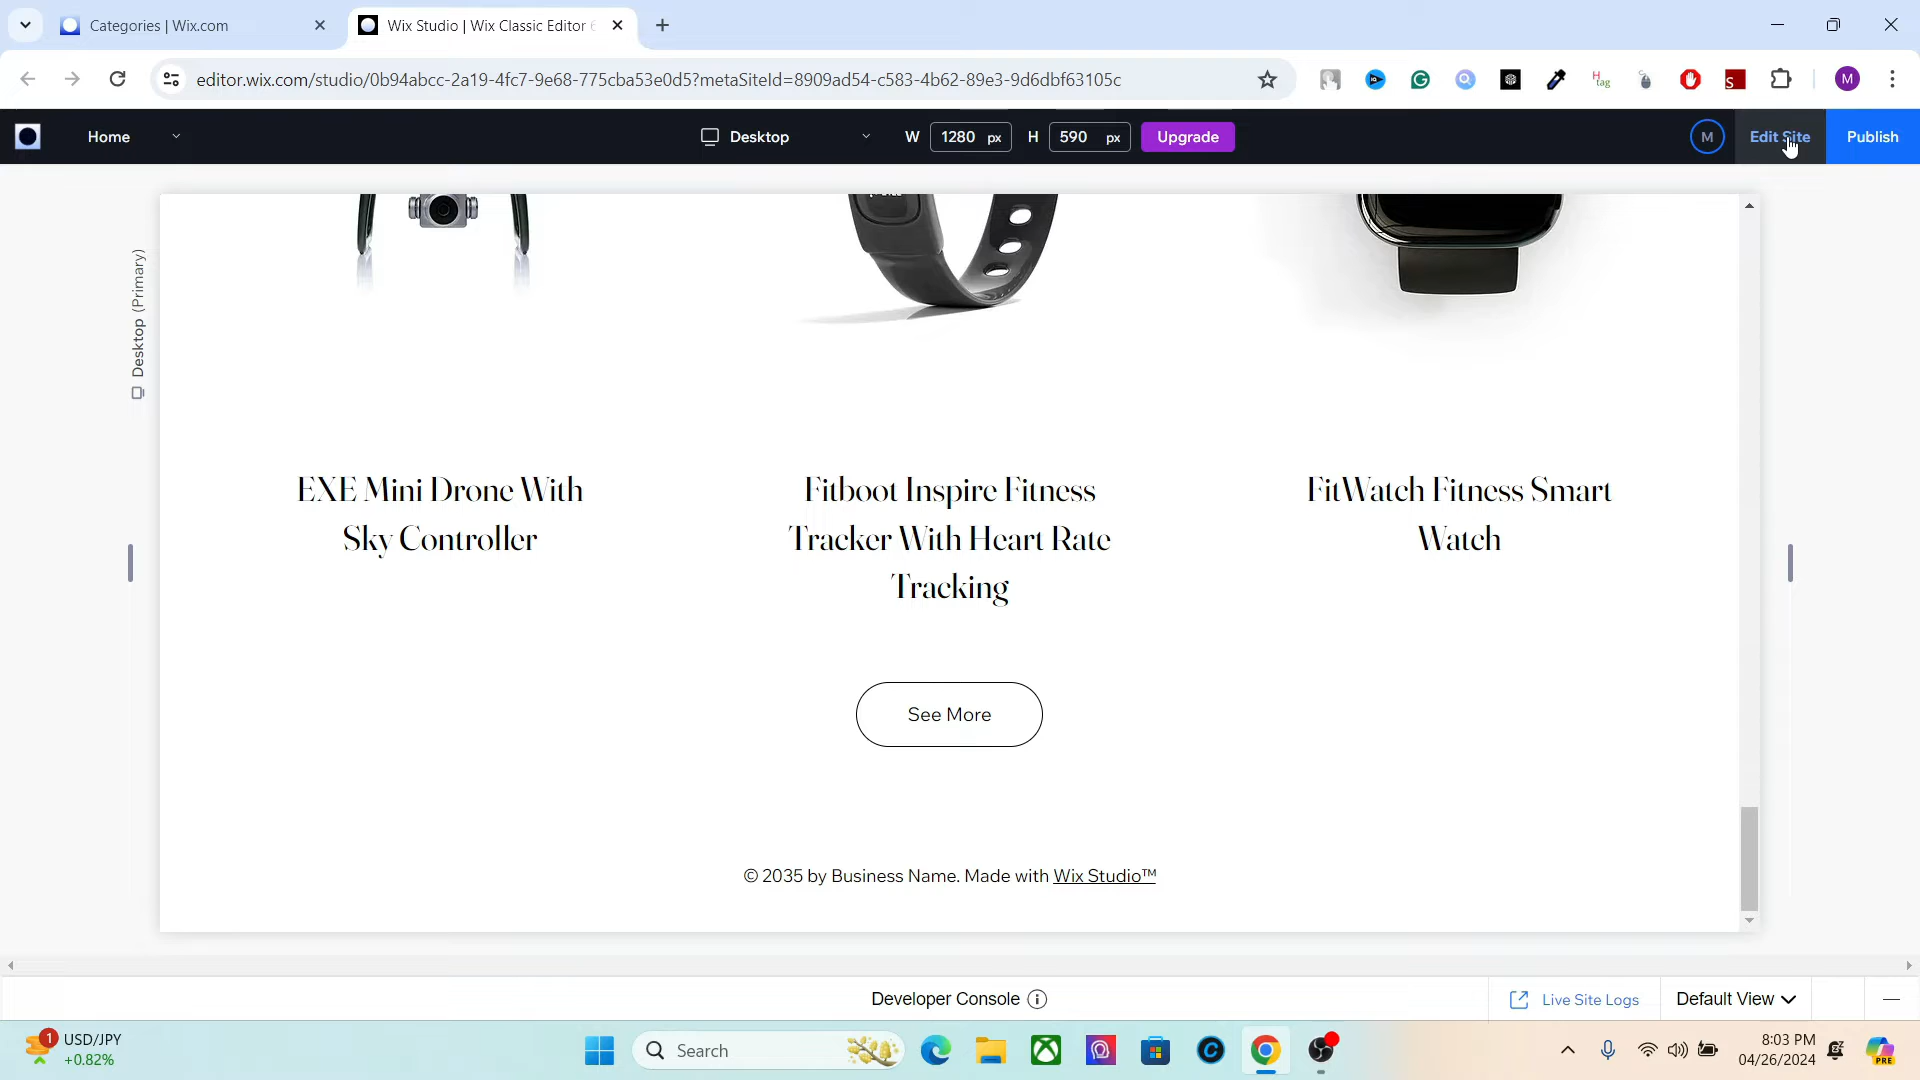 Categories | Wix.com
Wix Studio | Wix Classic Editor
editor.wix.com/studio/0b94abcc-2a19-4fc7-9e68-775cba53e0d5?metaSiteId=8909ad54-c583-4b62-89e3-9d6dbf63105c
M
Home
Desktop
W 1280 px
H 590 px
Upgrade
M
Edit Site
Publish
Desktop (Primary)
EXE Mini Drone With
Sky Controller
Fitboot Inspire Fitness
Tracker With Heart Rate
Tracking
FitWatch Fitness Smart
Watch
See More
© 2035 by Business Name. Made with Wix Studio™
Developer Console
Live Site Logs
Default View
1
USD/JPY
+0.82%
Search
8:03 PM
04/26/2024
PRE